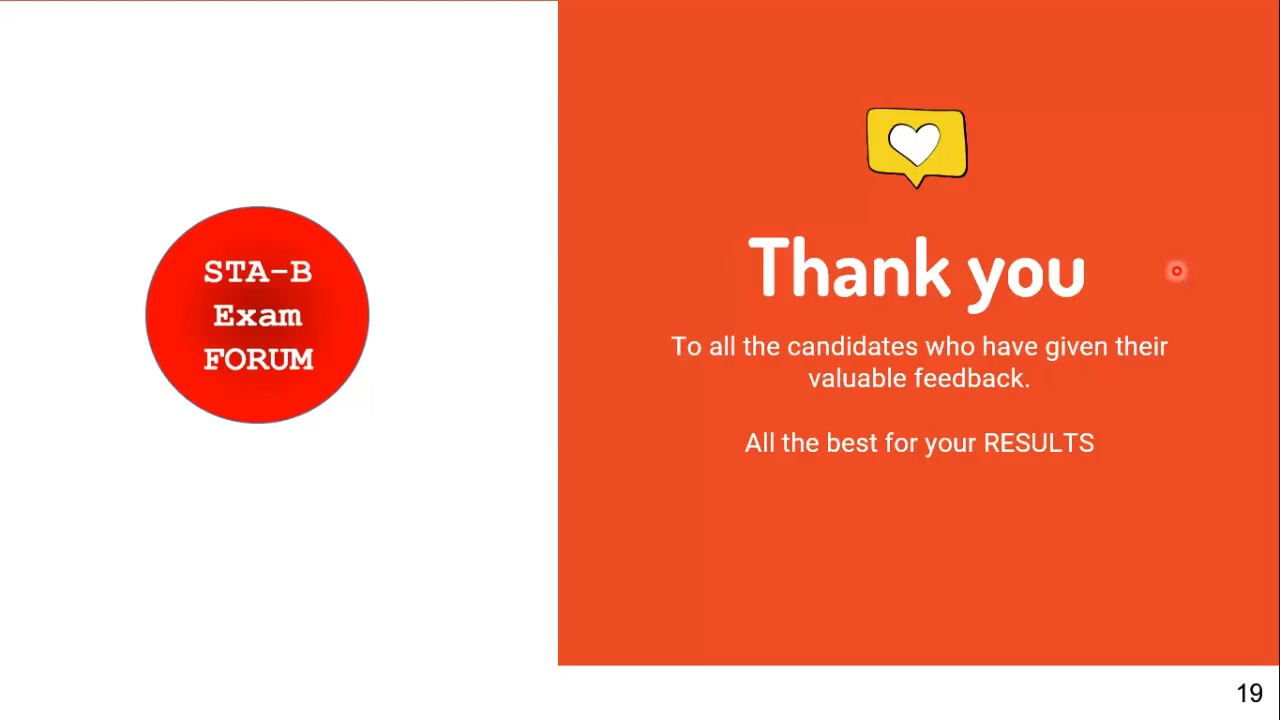 STA-B
Exam
FORUM
Thank you
To all the candidates who have given their
valuable feedback.
All the best for your RESULTS
19